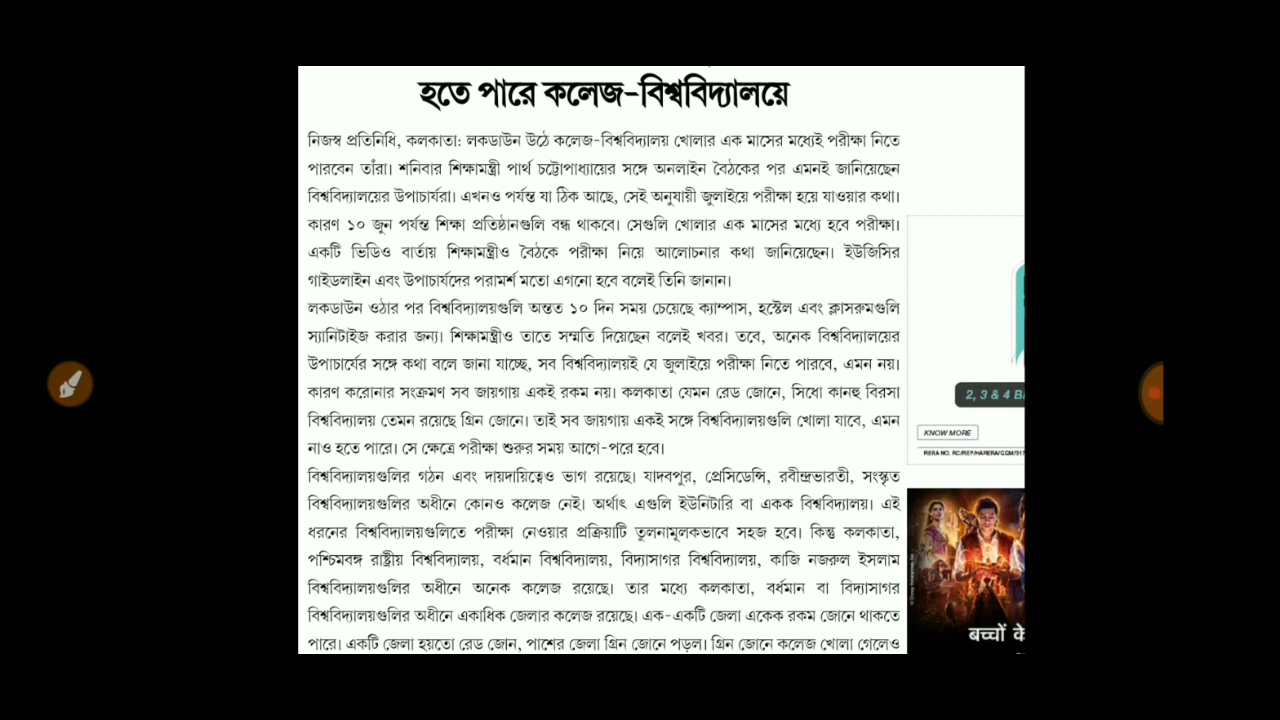 হতে পারে কলেজ-বিশ্ববিদ্যালয়ে
নিজস্ব প্রতিনিধি, কলকাতা: লকডাউন উঠে কলেজ-বিশ্ববিদ্যালয় খোলার এক মাসের মধ্যেই পরীক্ষা নিতে
পারবেন তাঁরা। শনিবার শিক্ষামন্ত্রী পার্থ চট্টোপাধ্যায়ের সঙ্গে অনলাইন বৈঠকের পর এমনই জানিয়েছেন
বিশ্ববিদ্যালয়ের উপাচার্যরা। এখনও পর্যন্ত যা ঠিক আছে, সেই অনুযায়ী জুলাইয়ে পরীক্ষা হয়ে যাওয়ার কথা।
কারণ ১০ জুন পর্যন্ত শিক্ষা প্রতিষ্ঠানগুলি বন্ধ থাকবে। সেগুলি খোলার এক মাসের মধ্যে হবে পরীক্ষা।
একটি ভিডিও বার্তায় শিক্ষামন্ত্রীও বৈঠকে পরীক্ষা নিয়ে আলোচনার কথা জানিয়েছেন। ইউজিসির
গাইডলাইন এবং উপাচার্যদের পরামর্শ মতো এগনো হবে বলেই তিনি জানান।
লকডাউন ওঠার পর বিশ্ববিদ্যালয়গুলি অন্তত ১০ দিন সময় চেয়েছে ক্যাম্পাস, হস্টেল এবং ক্লাসরুমগুলি
স্যানিটাইজ করার জন্য। শিক্ষামন্ত্রীও তাতে সম্মতি দিয়েছেন বলেই খবর। তবে, অনেক বিশ্ববিদ্যালয়ের
উপাচার্যের সঙ্গে কথা বলে জানা যাচ্ছে, সব বিশ্ববিদ্যালয়ই যে জুলাইয়ে পরীক্ষা নিতে পারবে, এমন নয়।
কারণ করোনার সংক্রমণ সব জায়গায় একই রকম নয়। কলকাতা যেমন রেড জোনে, সিধো কানহু বিরসা
বিশ্ববিদ্যালয় তেমন রয়েছে গ্রিন জোনে। তাই সব জায়গায় একই সঙ্গে বিশ্ববিদ্যালয়গুলি খোলা যাবে, এমন
নাও হতে পারে। সে ক্ষেত্রে পরীক্ষা শুরুর সময় আগে-পরে হবে।
বিশ্ববিদ্যালয়গুলির গঠন এবং দায়দায়িত্বেও ভাগ রয়েছে। যাদবপুর, প্রেসিডেন্সি, রবীন্দ্রভারতী, সংস্কৃত
বিশ্ববিদ্যালয়গুলির অধীনে কোনও কলেজ নেই। অর্থাৎ এগুলি ইউনিটারি বা একক বিশ্ববিদ্যালয়। এই
ধরনের বিশ্ববিদ্যালয়গুলিতে পরীক্ষা নেওয়ার প্রক্রিয়াটি তুলনামূলকভাবে সহজ হবে। কিন্তু কলকাতা,
পশ্চিমবঙ্গ রাষ্ট্রীয় বিশ্ববিদ্যালয়, বর্ধমান বিশ্ববিদ্যালয়, বিদ্যাসাগর বিশ্ববিদ্যালয়, কাজি নজরুল ইসলাম
বিশ্ববিদ্যালয়গুলির অধীনে অনেক কলেজ রয়েছে। তার মধ্যে কলকাতা, বর্ধমান বা বিদ্যাসাগর
বিশ্ববিদ্যালয়গুলির অধীনে একাধিক জেলার কলেজ রয়েছে। এক-একটি জেলা একেক রকম জোনে থাকতে
পারে। একটি জেলা হয়তো রেড জোন, পাশের জেলা গ্রিন জোনে পড়ল। গ্রিন জোনে কলেজ খোলা গেলেও
2, 3 & 4 B
KNOW MORE
RERA NO. RC/REP/HARERA/GGM/317
बच्चों के